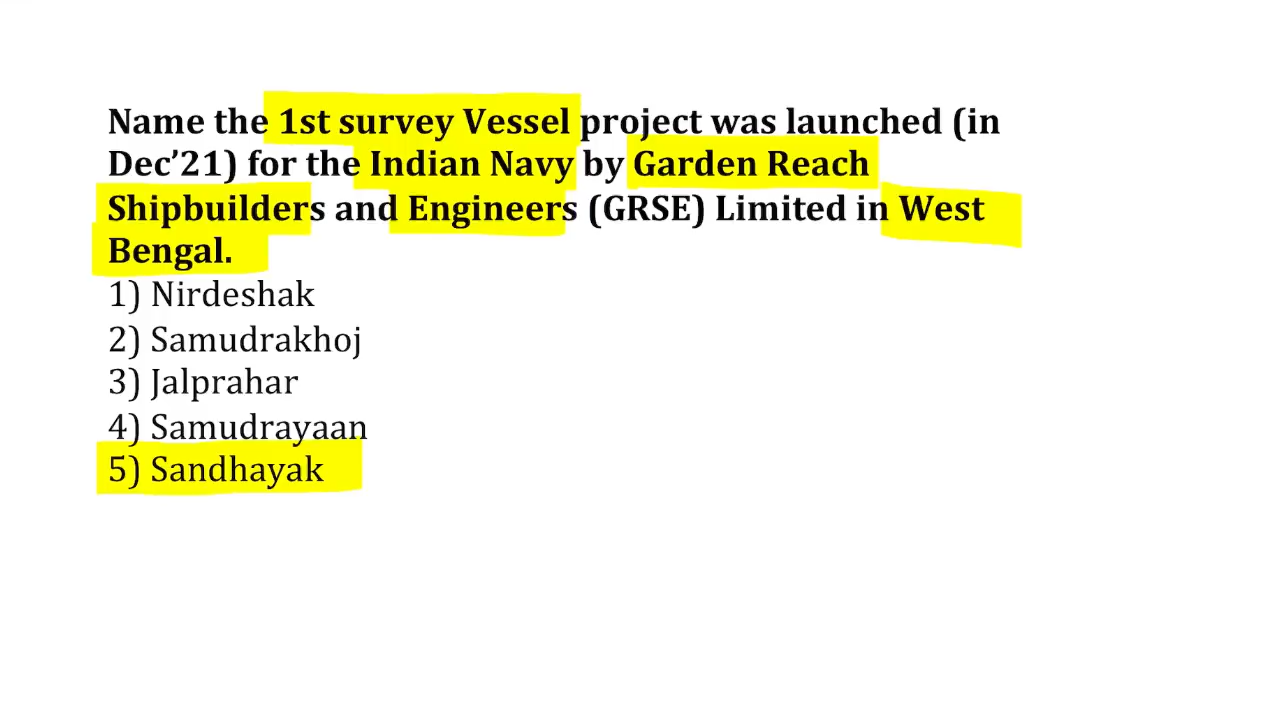 Name the 1st survey Vessel project was launched (in
Dec’21) for the Indian Navy by Garden Reach
Shipbuilders and Engineers (GRSE) Limited in West
Bengal.
1) Nirdeshak
2) Samudrakhoj
3) Jalprahar
4) Samudrayaan
5) Sandhayak